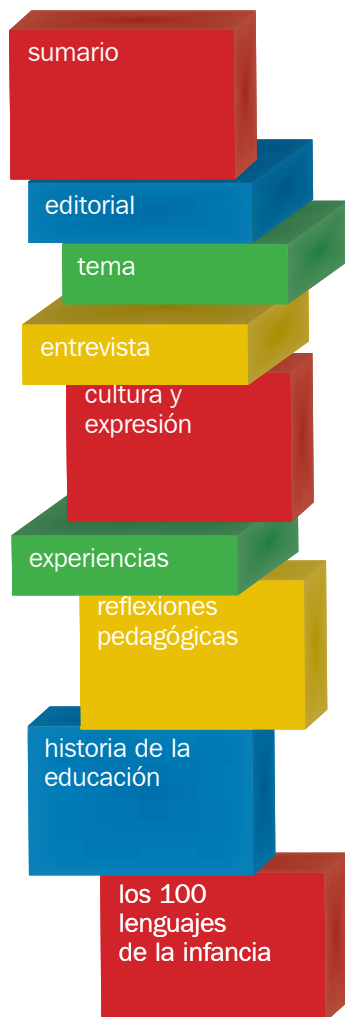 sumario
editorial
tema
entrevista
cultura y
expresión
experiencias
reflexiones
pedagógicas
historia de la
educación
los 100
lenguajes
de la infancia